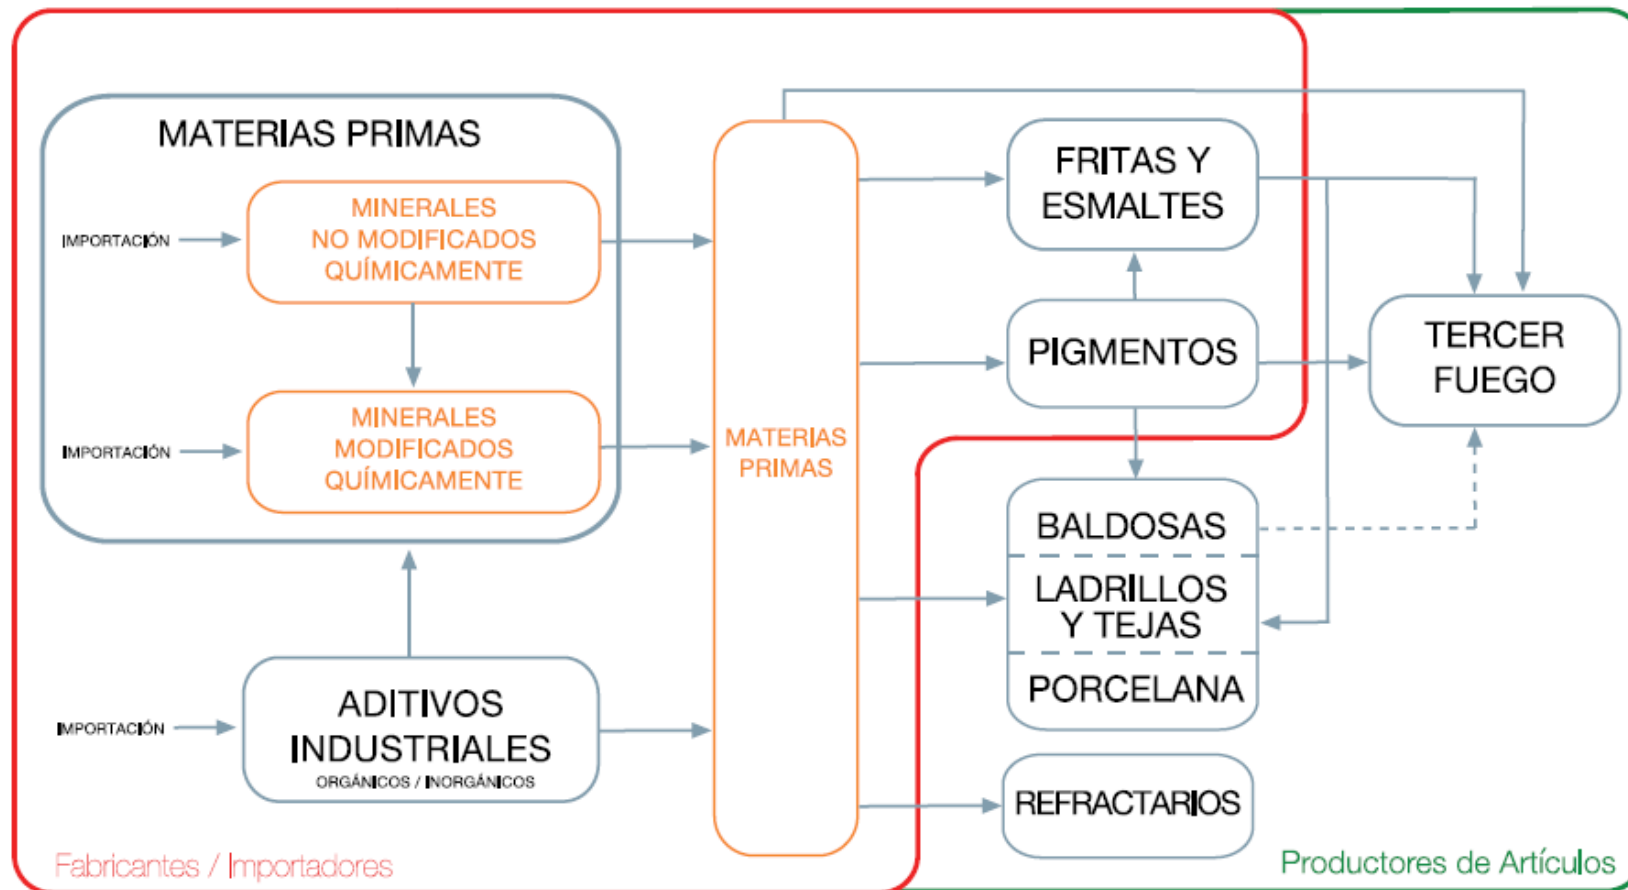 MATERIAS PRIMAS
IMPORTACIÓN
MINERALES
NO MODIFICADOS
QUÍMICAMENTE
IMPORTACIÓN
MINERALES
MODIFICADOS
QUÍMICAMENTE
IMPORTACIÓN
ADITIVOS
INDUSTRIALES
ORGÁNICOS / INORGÁNICOS
MATERIAS
PRIMAS
FRITAS Y
ESMALTES
PIGMENTOS
BALDOSAS
LADRILLOS
Y TEJAS
PORCELANA
REFRACTARIOS
TERCER
FUEGO
Fabricantes / Importadores
Productores de Artículos